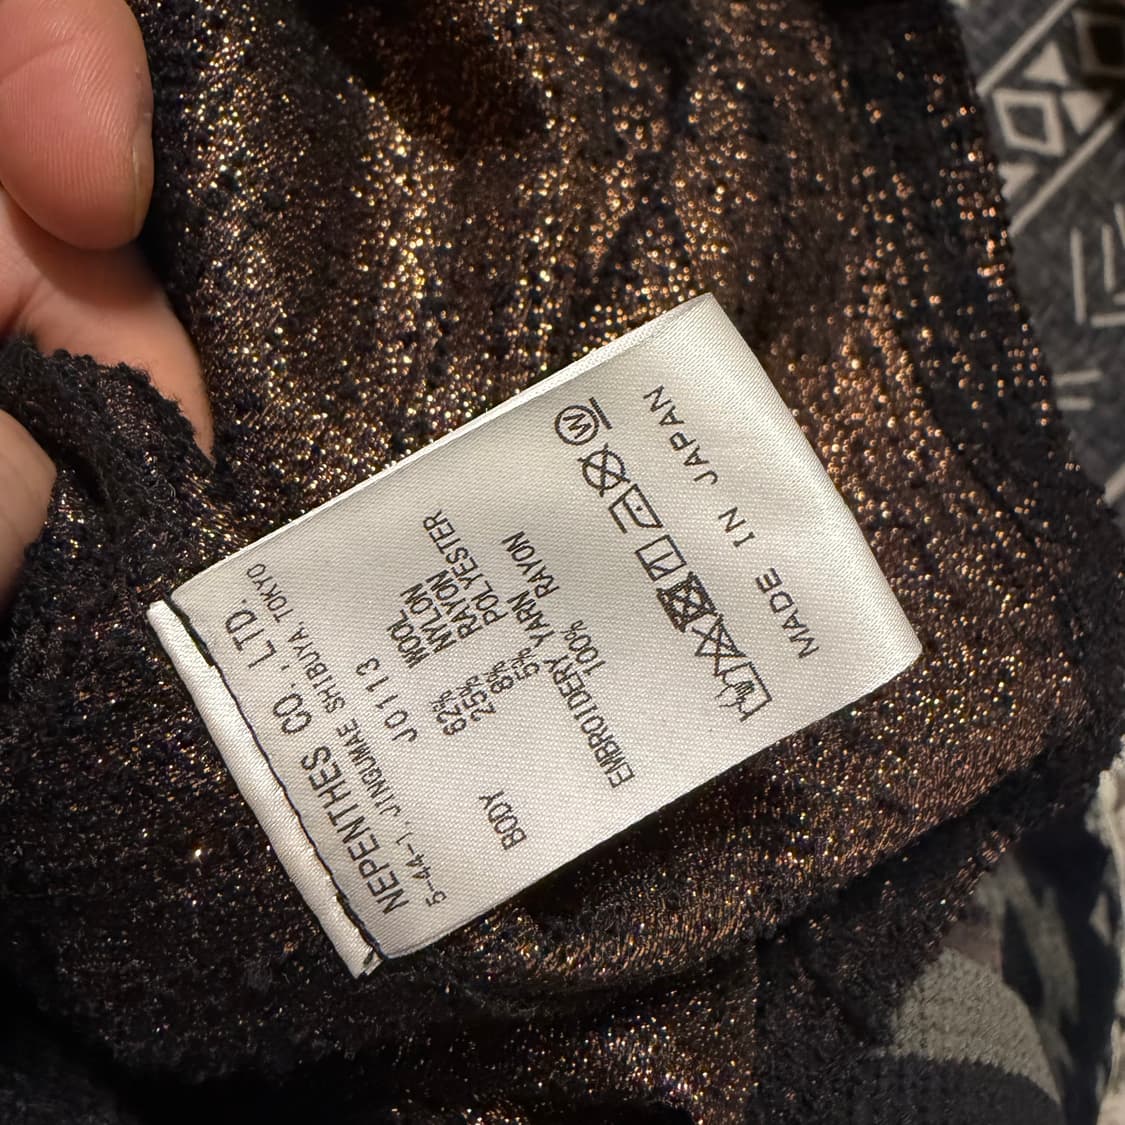 NEPENTHES CO., LTD.
5-44-1, JINGUMAE SHIBUYA, TOKYO
J0113
BODY 62% WOOL
25% NYLON
8% RAYON
5% POLYESTER
EMBROIDERY YARN
100% RAYON
W
MADE IN JAPAN